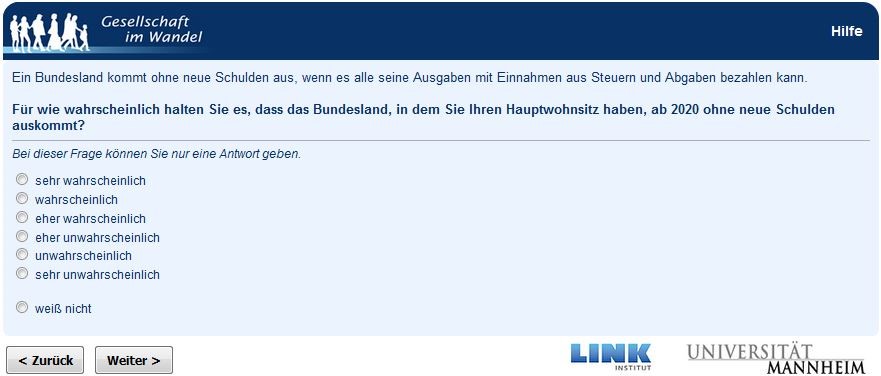 Gesellschaft
im Wandel
Hilfe
Ein Bundesland kommt ohne neue Schulden aus, wenn es alle seine Ausgaben mit Einnahmen aus Steuern und Abgaben bezahlen kann.
Für wie wahrscheinlich halten Sie es, dass das Bundesland, in dem Sie Ihren Hauptwohnsitz haben, ab 2020 ohne neue Schulden
auskommt?
Bei dieser Frage können Sie nur eine Antwort geben.
sehr wahrscheinlich
wahrscheinlich
eher wahrscheinlich
eher unwahrscheinlich
unwahrscheinlich
sehr unwahrscheinlich
weiß nicht
< Zurück
Weiter >
LINK
INSTITUT
UNIVERSITÄT
MANNHEIM